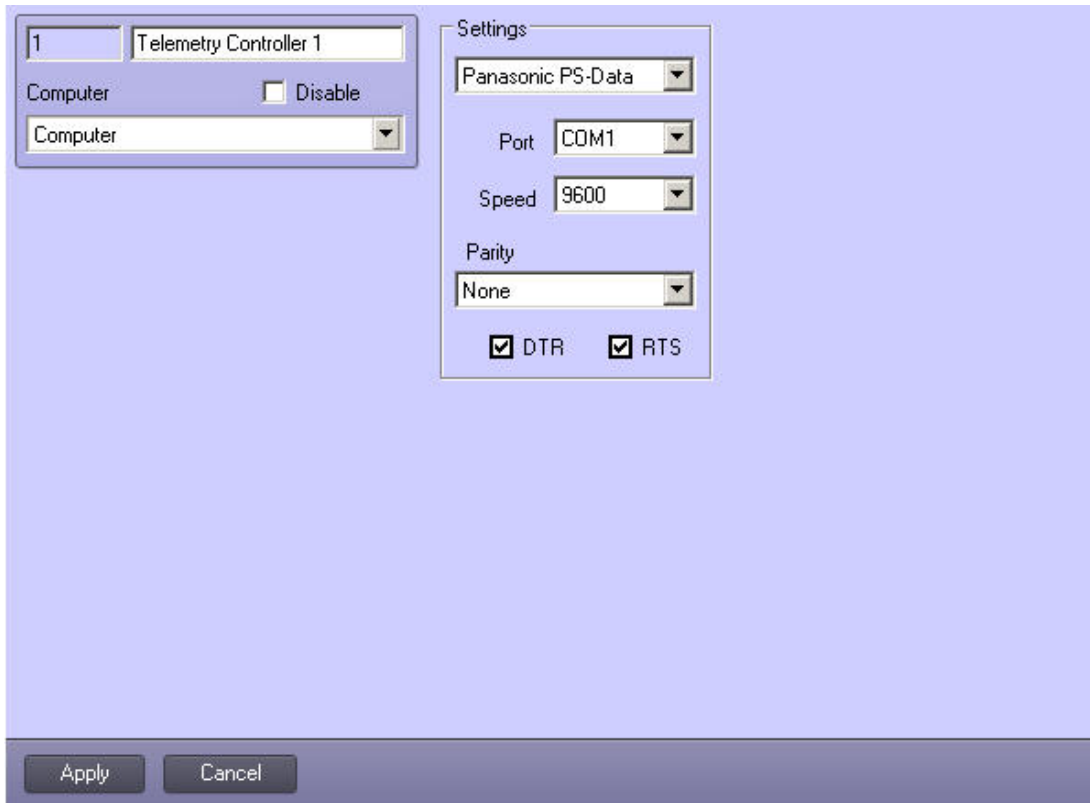 1
Telemetry Controller 1
Computer
Disable
Computer
Settings
Panasonic PS-Data
Port
COM1
Speed
9600
Parity
None
DTR
RTS
Apply
Cancel